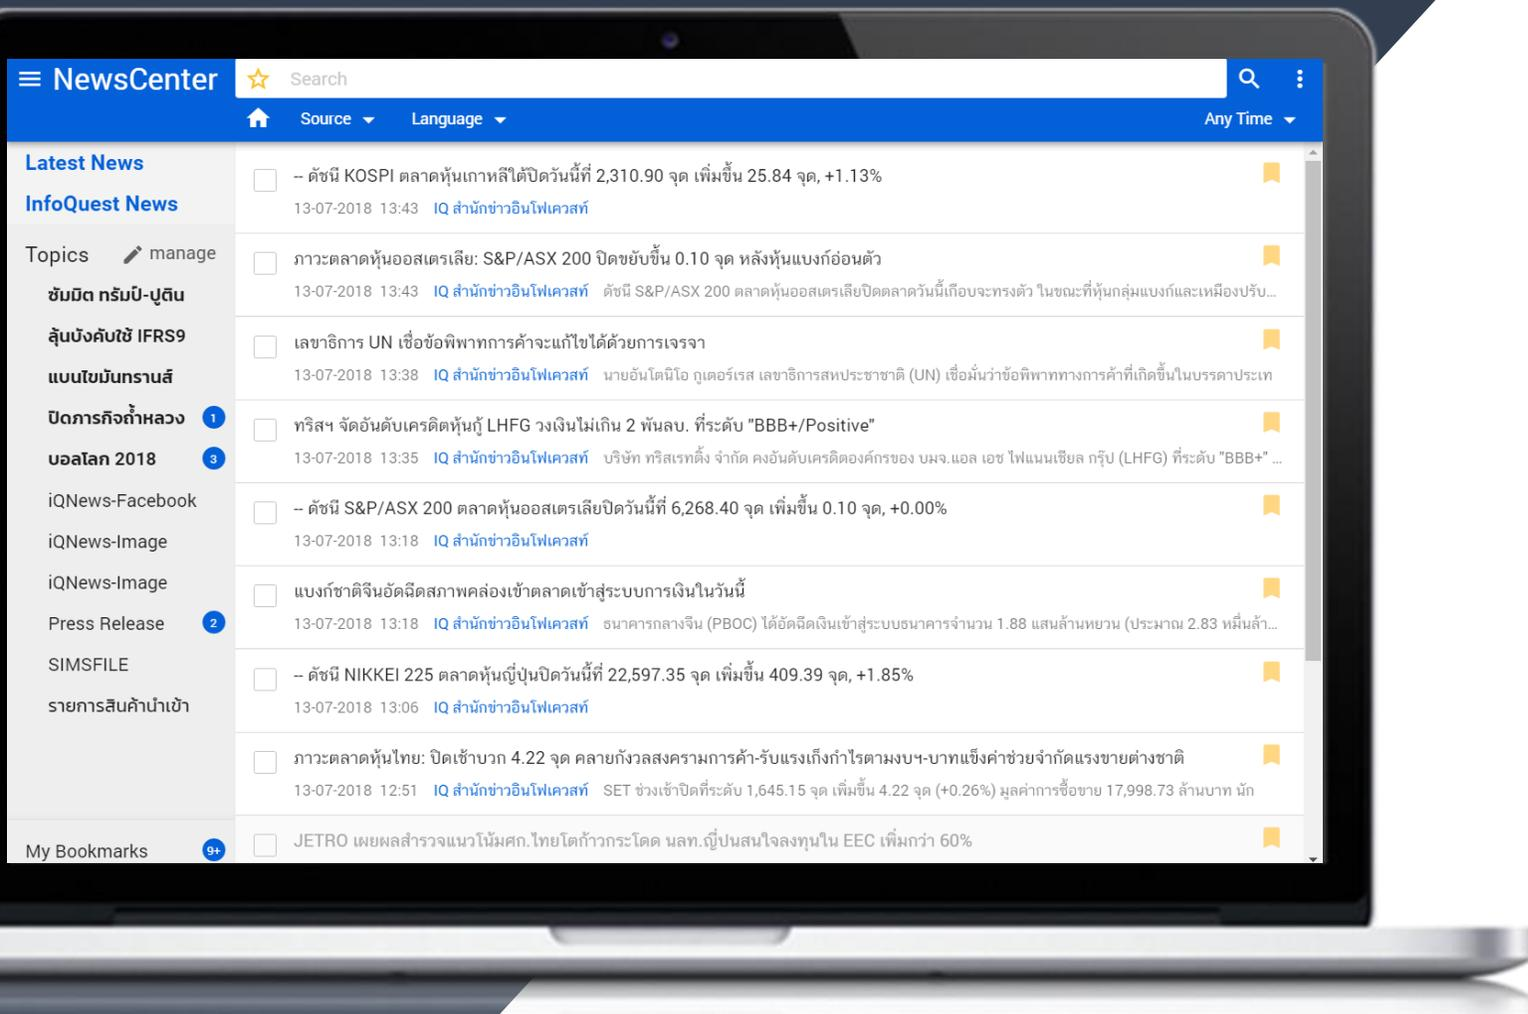 NewsCenter
Search
Source
Language
Any Time
Latest News
InfoQuest News
Topics
manage
ซัมมิต ทรัมป์-ปูติน
ลุ้นบังคับใช้ IFRS9
แบนไขมันทรานส์
ปิดภารกิจถ้ำหลวง 1
บอลโลก 2018 3
iQNews-Facebook
iQNews-Image
iQNews-Image
Press Release 2
SIMSFILE
รายการสินค้านำเข้า
My Bookmarks 9+
-- ดัชนี KOSPI ตลาดหุ้นเกาหลีใต้ปิดวันนี้ที่ 2,310.90 จุด เพิ่มขึ้น 25.84 จุด, +1.13%
13-07-2018 13:43 IQ สำนักข่าวอินโฟเควสท์
ภาวะตลาดหุ้นออสเตรเลีย: S&P/ASX 200 ปิดขยับขึ้น 0.10 จุด หลังหุ้นแบงก์อ่อนตัว
13-07-2018 13:43 IQ สำนักข่าวอินโฟเควสท์ ดัชนี S&P/ASX 200 ตลาดหุ้นออสเตรเลียปิดตลาดวันนี้เกือบจะทรงตัว ในขณะที่หุ้นกลุ่มแบงก์และเหมืองปรับ...
เลขาธิการ UN เชื่อข้อพิพาทการค้าจะแก้ไขได้ด้วยการเจรจา
13-07-2018 13:38 IQ สำนักข่าวอินโฟเควสท์ นายอันโตนิโอ กูเตอร์เรส เลขาธิการสหประชาชาติ (UN) เชื่อมั่นว่าข้อพิพาททางการค้าที่เกิดขึ้นในบรรดาประเท
ทริสฯ จัดอันดับเครดิตหุ้นกู้ LHFG วงเงินไม่เกิน 2 พันลบ. ที่ระดับ "BBB+/Positive"
13-07-2018 13:35 IQ สำนักข่าวอินโฟเควสท์ บริษัท ทริสเรทติ้ง จำกัด คงอันดับเครดิตองค์กรของ บมจ.แอล เอช ไฟแนนเชียล กรุ๊ป (LHFG) ที่ระดับ "BBB+" ...
-- ดัชนี S&P/ASX 200 ตลาดหุ้นออสเตรเลียปิดวันนี้ที่ 6,268.40 จุด เพิ่มขึ้น 0.10 จุด, +0.00%
13-07-2018 13:18 IQ สำนักข่าวอินโฟเควสท์
แบงก์ชาติจีนอัดฉีดสภาพคล่องเข้าตลาดเข้าสู่ระบบการเงินในวันนี้
13-07-2018 13:18 IQ สำนักข่าวอินโฟเควสท์ ธนาคารกลางจีน (PBOC) ได้อัดฉีดเงินเข้าสู่ระบบธนาคารจำนวน 1.88 แสนล้านหยวน (ประมาณ 2.83 หมื่นล้า...
-- ดัชนี NIKKEI 225 ตลาดหุ้นญี่ปุ่นปิดวันนี้ที่ 22,597.35 จุด เพิ่มขึ้น 409.39 จุด, +1.85%
13-07-2018 13:06 IQ สำนักข่าวอินโฟเควสท์
ภาวะตลาดหุ้นไทย: ปิดเช้าบวก 4.22 จุด คลายกังวลสงครามการค้า-รับแรงเก็งกำไรตามงบฯ-บาทแข็งค่าช่วยจำกัดแรงขายต่างชาติ
13-07-2018 12:51 IQ สำนักข่าวอินโฟเควสท์ SET ช่วงเช้าปิดที่ระดับ 1,645.15 จุด เพิ่มขึ้น 4.22 จุด (+0.26%) มูลค่าการซื้อขาย 17,998.73 ล้านบาท นัก
JETRO เผยผลสำรวจแนวโน้มศก.ไทยโตก้าวกระโดด นลท.ญี่ปุ่นสนใจลงทุนใน EEC เพิ่มกว่า 60%